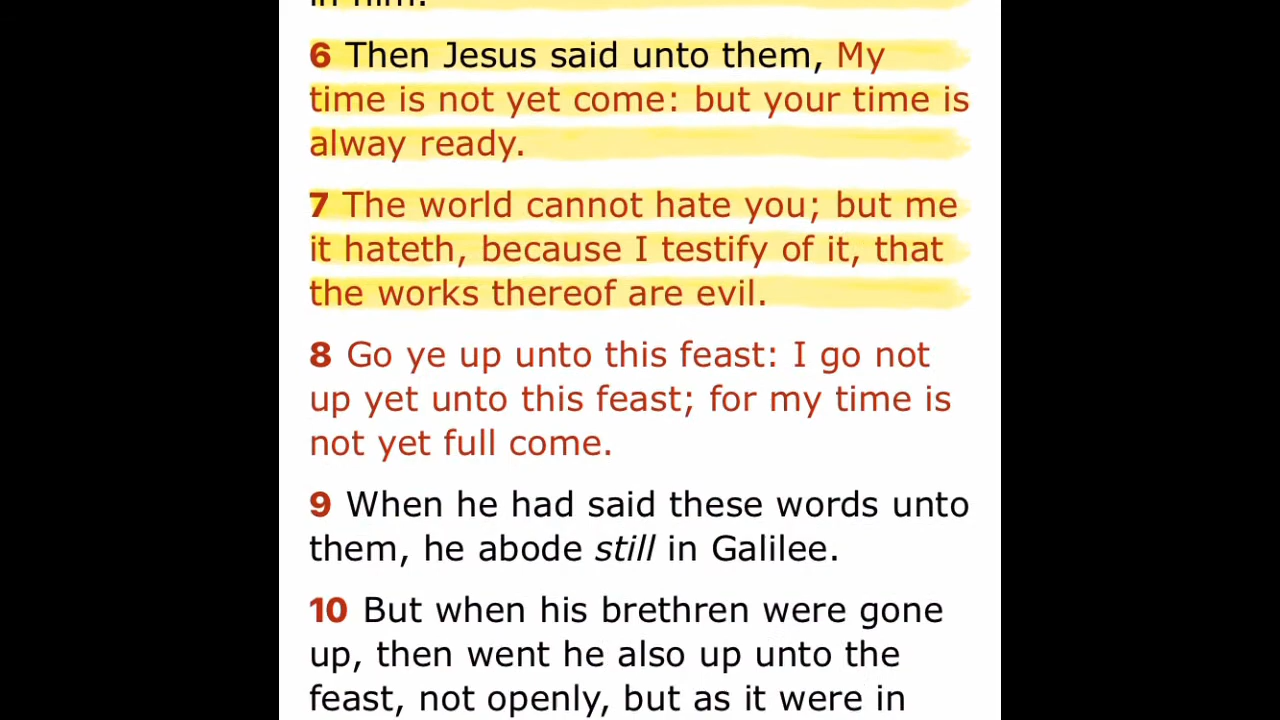 in him.
6 Then Jesus said unto them, My
time is not yet come: but your time is
alway ready.
7 The world cannot hate you; but me
it hateth, because I testify of it, that
the works thereof are evil.
8 Go ye up unto this feast: I go not
up yet unto this feast; for my time is
not yet full come.
9 When he had said these words unto
them, he abode still in Galilee.
10 But when his brethren were gone
up, then went he also up unto the
feast, not openly, but as it were in